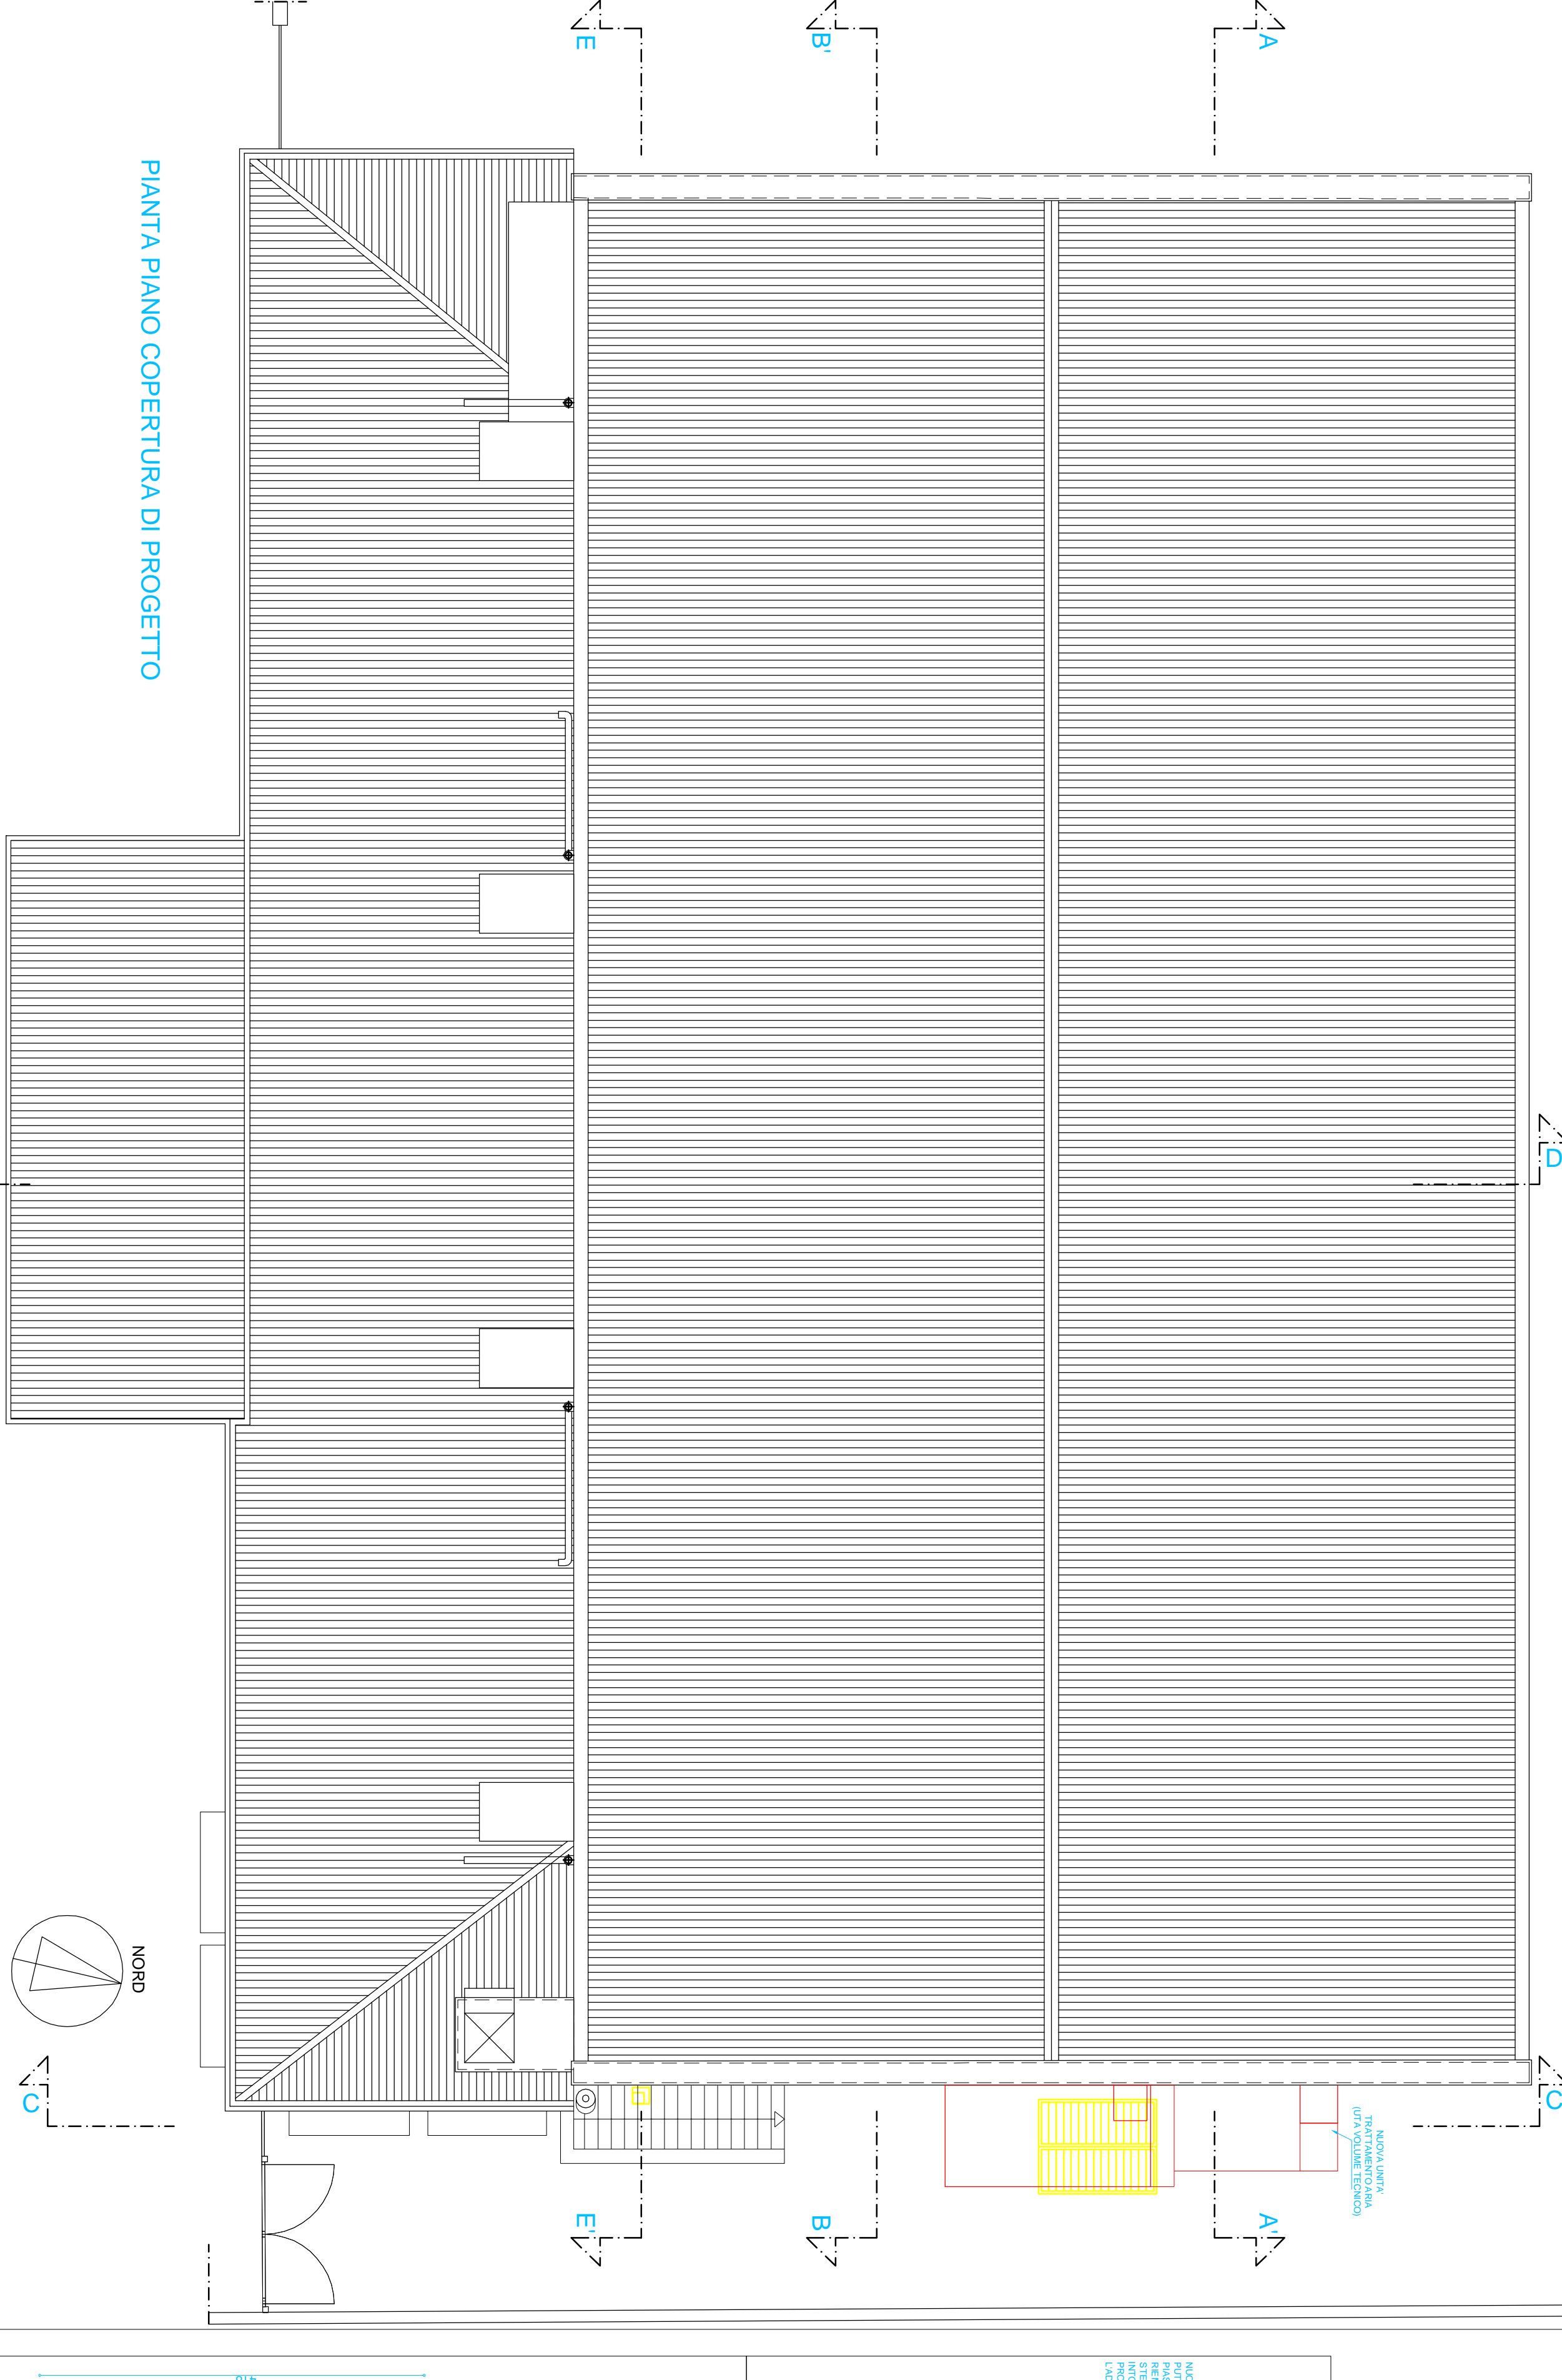 E
B'
A
PIANTA PIANO COPERTURA DI PROGETTO
D
NORD
C
C
NUOVA UNITA'
TRATTAMENTO ARIA
(UTA VOLUME TECNICO)
E'
B
A'